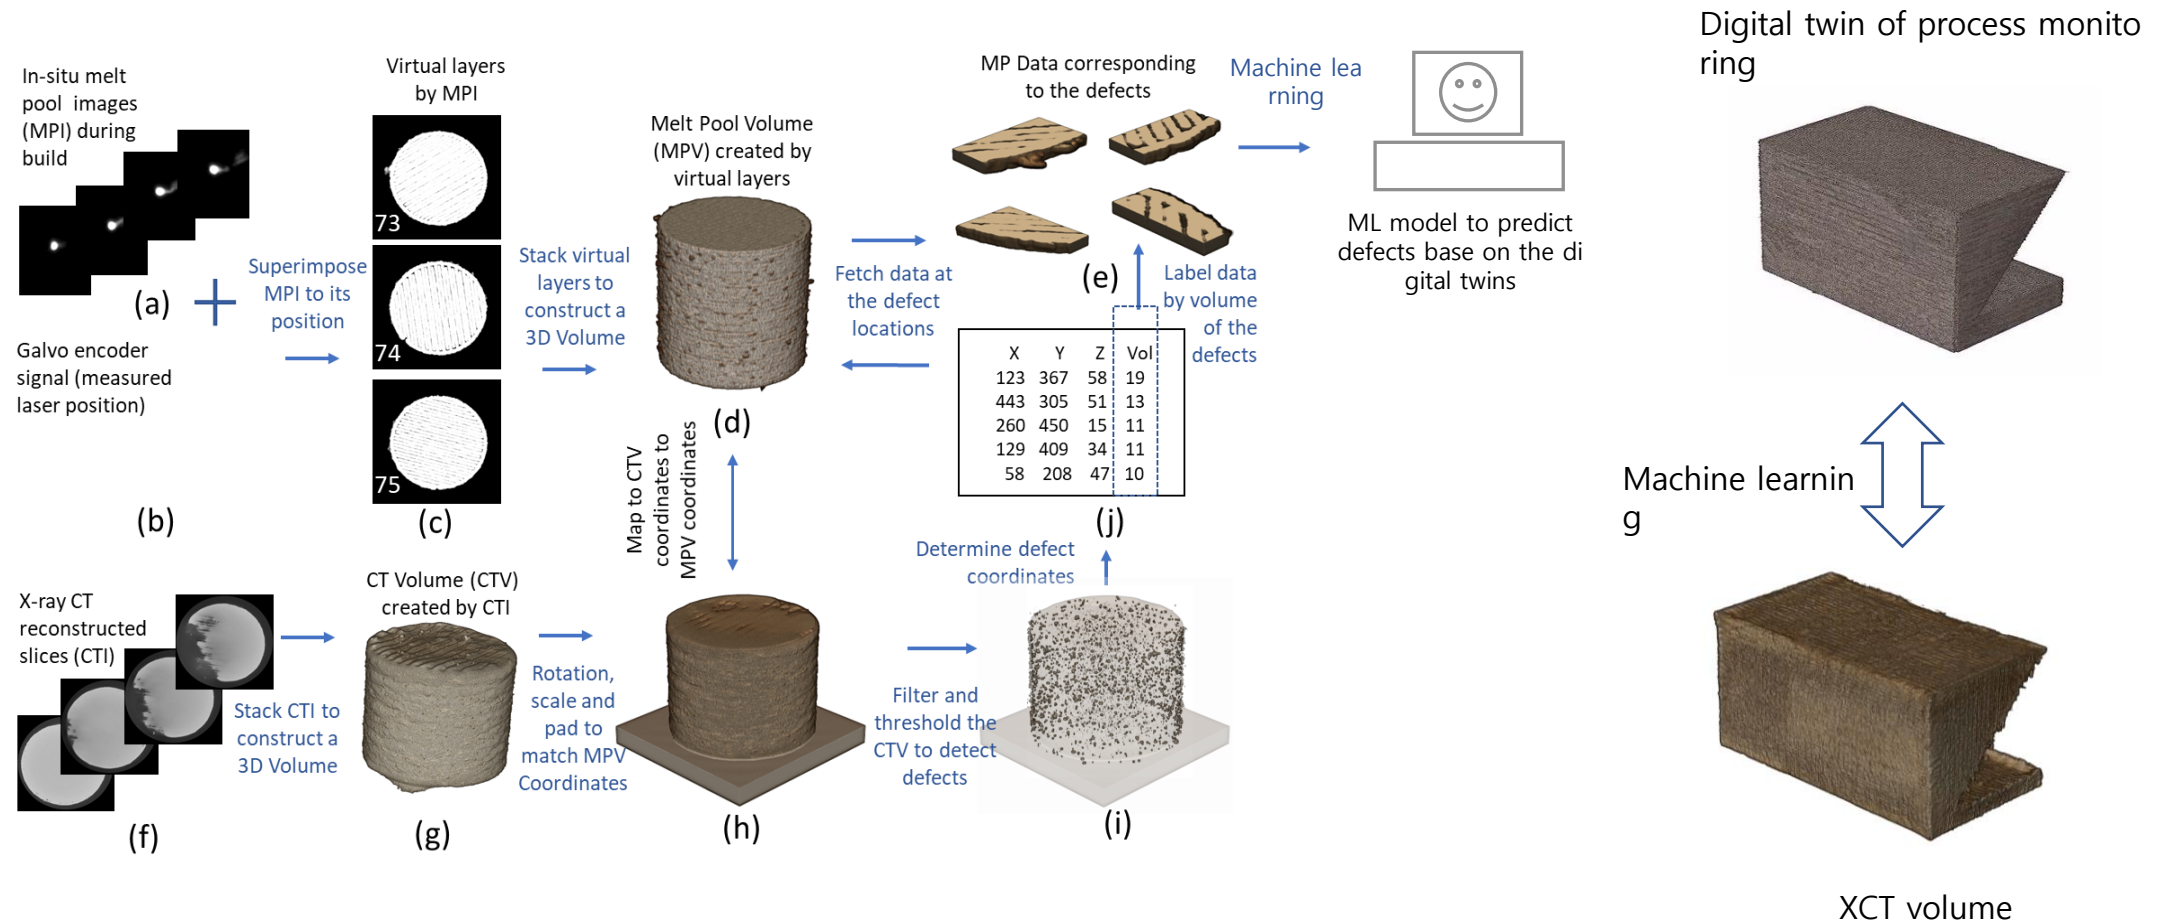 In-situ melt
pool images
(MPI) during
build
(a)
Galvo encoder
signal (measured
laser position)
(b)
Superimpose
MPI to its
position
Virtual layers
by MPI
73
74
75
(c)
Stack virtual
layers to
construct a
3D Volume
Melt Pool Volume
(MPV) created by
virtual layers
(d)
Fetch data at
the defect
locations
MP Data corresponding
to the defects
(e)
Label data
by volume
of the
defects
Machine lea
rning
ML model to predict
defects base on the di
gital twins
X Y Z Vol
123 367 58 19
443 305 51 13
260 450 15 11
129 409 34 11
58 208 47 10
(j)
Determine defect
coordinates
Map to CTV
coordinates to
MPV coordinates
X-ray CT
reconstructed
slices (CTI)
(f)
Stack CTI to
construct a
3D Volume
CT Volume (CTV)
created by CTI
(g)
Rotation,
scale and
pad to
match MPV
Coordinates
(h)
Filter and
threshold the
CTV to detect
defects
(i)
Digital twin of process monito
ring
Machine learnin
g
XCT volume